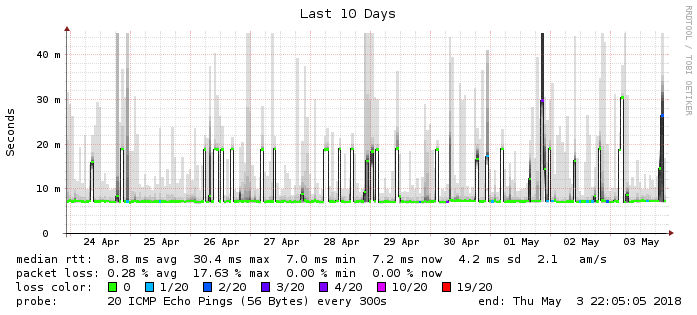 Last 10 Days
RRDTOOL / TOBI OETIKER
Seconds
40 m
30 m
20 m
10 m
0
24 Apr 25 Apr 26 Apr 27 Apr 28 Apr 29 Apr 30 Apr 01 May 02 May 03 May
median rtt: 8.8 ms avg 30.4 ms max 7.0 ms min 7.2 ms now 4.2 ms sd 2.1 am/s
packet loss: 0.28 % avg 17.63 % max 0.00 % min 0.00 % now
loss color: 0 1/20 2/20 3/20 4/20 10/20 19/20
probe: 20 ICMP Echo Pings (56 Bytes) every 300s end: Thu May 3 22:05:05 2018